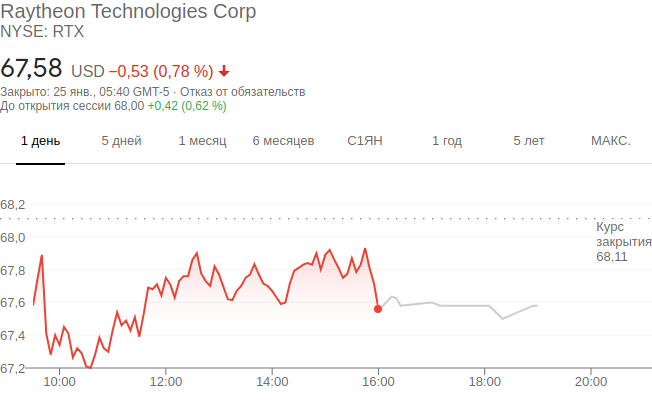 Raytheon Technologies Corp
NYSE: RTX
67,58 USD −0,53 (0,78 %)
Закрыто: 25 янв., 05:40 GMT-5 · Отказ от обязательств
До открытия сессии 68,00 +0,42 (0,62 %)
1 день 5 дней 1 месяц 6 месяцев С1ЯН 1 год 5 лет МАКС.
68,2
68,0
67,8
67,6
67,4
67,2
Курс
закрытия
68,11
10:00 12:00 14:00 16:00 18:00 20:00